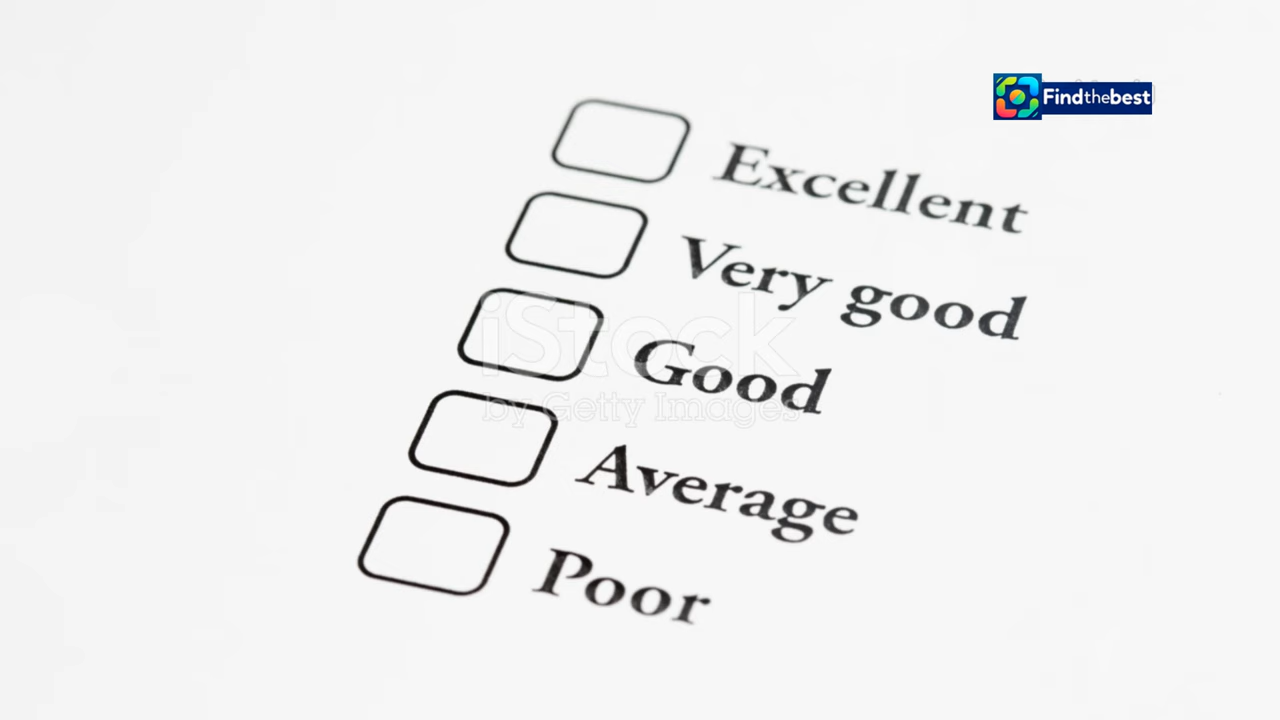 Findthebest
Excellent
Very good
Good
Average
Poor
iStock
by Getty Images